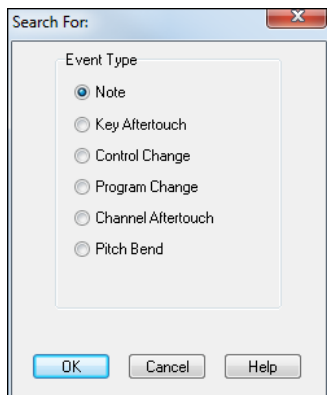 Search For:
Event Type
Note
Key Aftertouch
Control Change
Program Change
Channel Aftertouch
Pitch Bend
OK Cancel Help